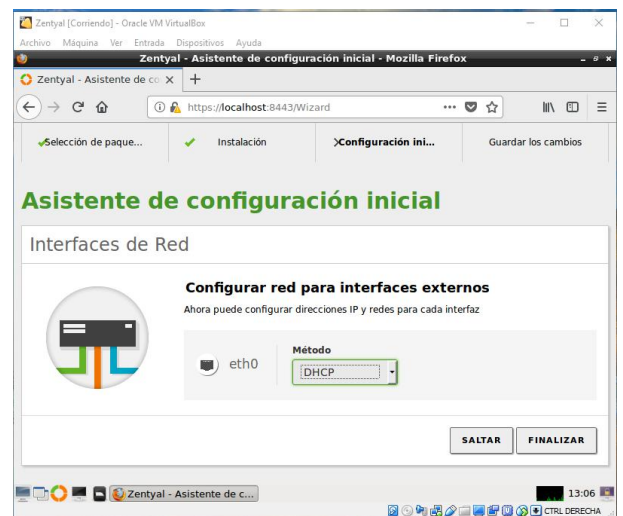 Zentyal [Corriendo] - Oracle VM VirtualBox
Archivo Máquina Ver Entrada Dispositivos Ayuda
Zentyal - Asistente de configuración inicial - Mozilla Firefox
Zentyal - Asistente de co
https://localhost:8443/Wizard
Selección de paque...
Instalación
Configuración ini...
Guardar los cambios
Asistente de configuración inicial
Interfaces de Red
Configurar red para interfaces externos
Ahora puede configurar direcciones IP y redes para cada interfaz
Método
eth0
DHCP
SALTAR
FINALIZAR
Zentyal - Asistente de c...
13:06
CTRL DERECHA